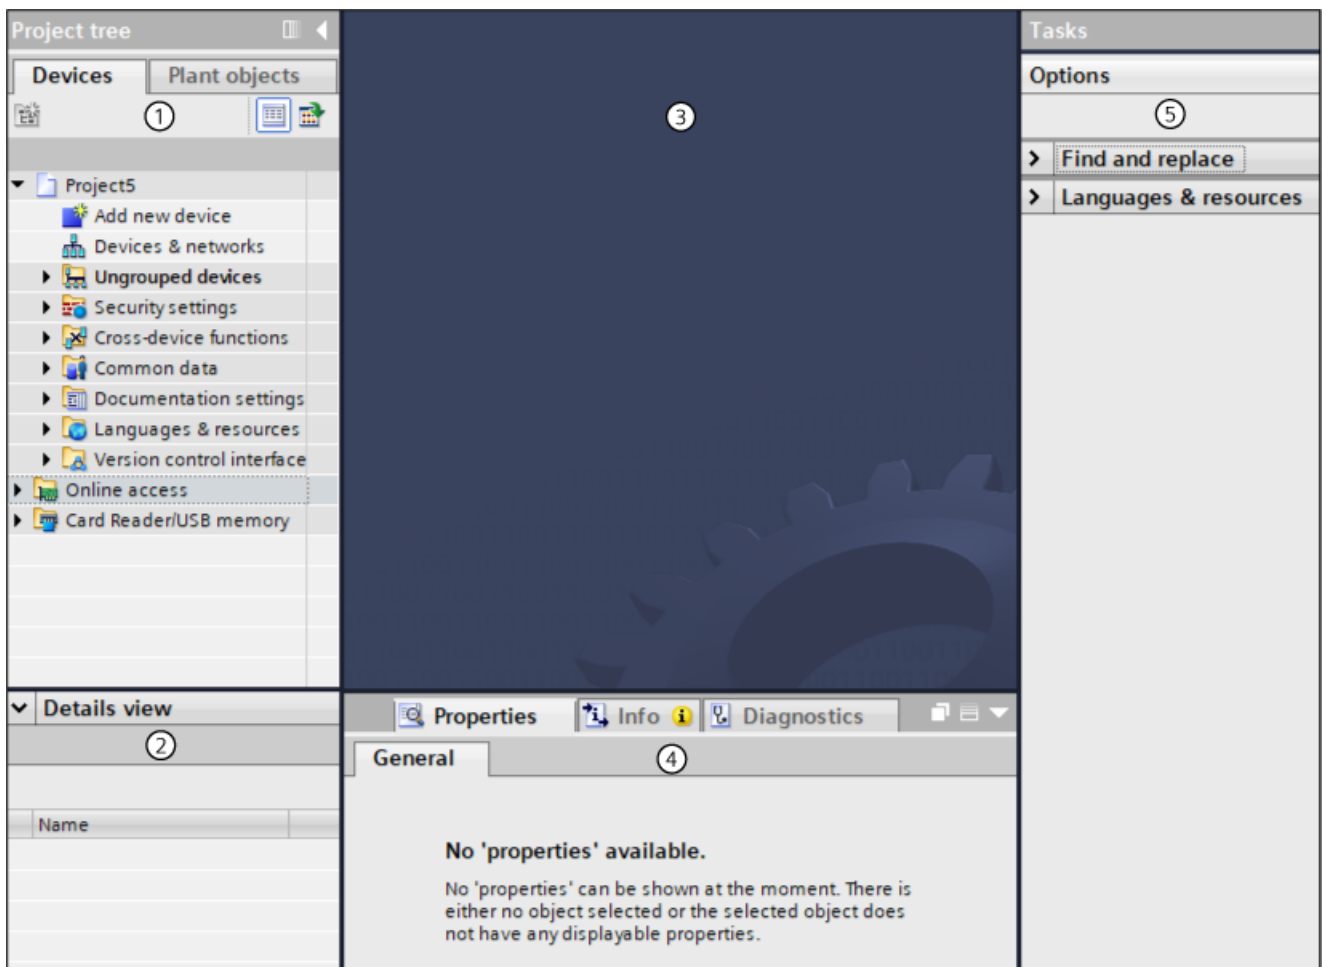 Project tree
Devices
Plant objects
①
Project5
Add new device
Devices & networks
Ungrouped devices
Security settings
Cross-device functions
Common data
Documentation settings
Languages & resources
Version control interface
Online access
Card Reader/USB memory
Details view
②
Name
③
Properties
Info
Diagnostics
General
④
No 'properties' available.
No 'properties' can be shown at the moment. There is
either no object selected or the selected object does
not have any displayable properties.
Tasks
Options
⑤
Find and replace
Languages & resources